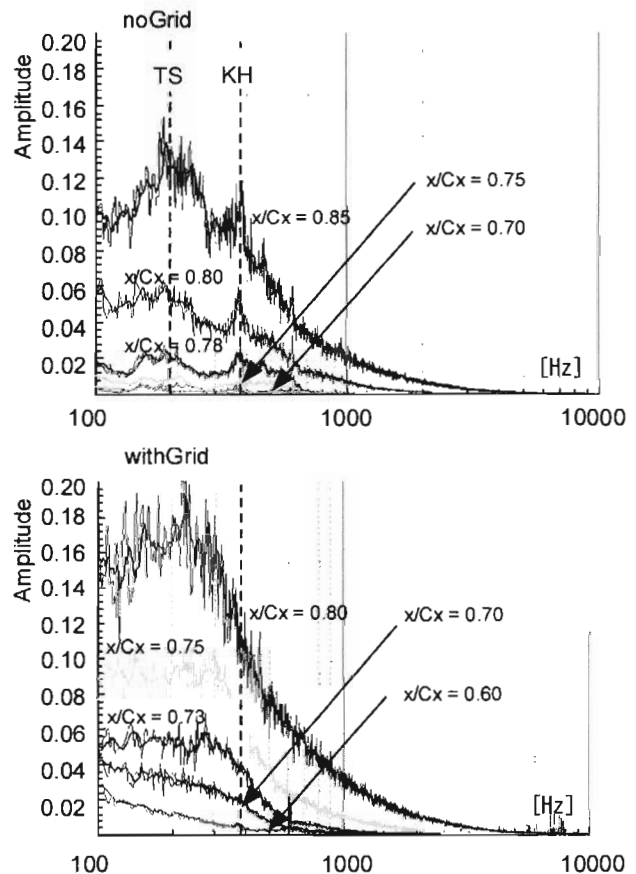 noGrid
0.20
TS KH
0.16
Amplitude
0.14
x/Cx = 0.75
0.12
x/Cx = 0.85
x/Cx = 0.70
0.10
0.08
x/Cx = 0.80
0.06
0.04
x/Cx = 0.78
0.02
[Hz]
100 1000 10000
withGrid
0.20
0.16
Amplitude
0.14
0.12
x/Cx = 0.80
x/Cx = 0.70
0.10
x/Cx = 0.75
0.08
x/Cx = 0.60
0.06
x/Cx = 0.73
0.04
0.02
[Hz]
100 1000 10000